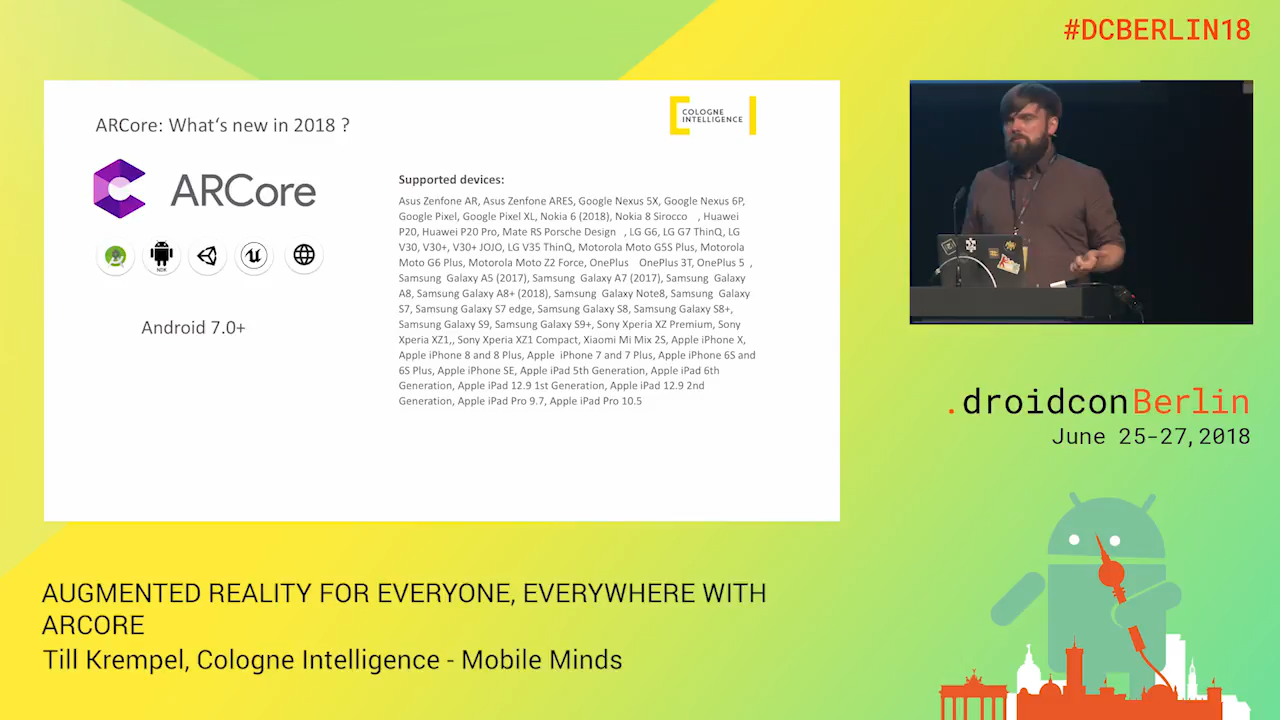 #DCBERLIN18
ARCore: What's new in 2018 ?
COLOGNE
INTELLIGENCE
ARCore
NDK
Android 7.0+
Supported devices:
Asus Zenfone AR, Asus Zenfone ARES, Google Nexus 5X, Google Nexus 6P,
Google Pixel, Google Pixel XL, Nokia 6 (2018), Nokia 8 Sirocco , Huawei
P20, Huawei P20 Pro, Mate RS Porsche Design , LG G6, LG G7 ThinQ, LG
V30, V30+, V30+ JOJO, LG V35 ThinQ, Motorola Moto G5S Plus, Motorola
Moto G6 Plus, Motorola Moto Z2 Force, OnePlus OnePlus 3T, OnePlus 5 ,
Samsung Galaxy A5 (2017), Samsung Galaxy A7 (2017), Samsung Galaxy
A8, Samsung Galaxy A8+ (2018), Samsung Galaxy Note8, Samsung Galaxy
S7, Samsung Galaxy S7 edge, Samsung Galaxy S8, Samsung Galaxy S8+,
Samsung Galaxy S9, Samsung Galaxy S9+, Sony Xperia XZ Premium, Sony
Xperia XZ1,, Sony Xperia XZ1 Compact, Xiaomi Mi Mix 2S, Apple iPhone X,
Apple iPhone 8 and 8 Plus, Apple iPhone 7 and 7 Plus, Apple iPhone 6S and
6S Plus, Apple iPhone SE, Apple iPad 5th Generation, Apple iPad 6th
Generation, Apple iPad 12.9 1st Generation, Apple iPad 12.9 2nd
Generation, Apple iPad Pro 9.7, Apple iPad Pro 10.5
.droidconBerlin
June 25-27,2018
AUGMENTED REALITY FOR EVERYONE, EVERYWHERE WITH
ARCORE
Till Krempel, Cologne Intelligence - Mobile Minds